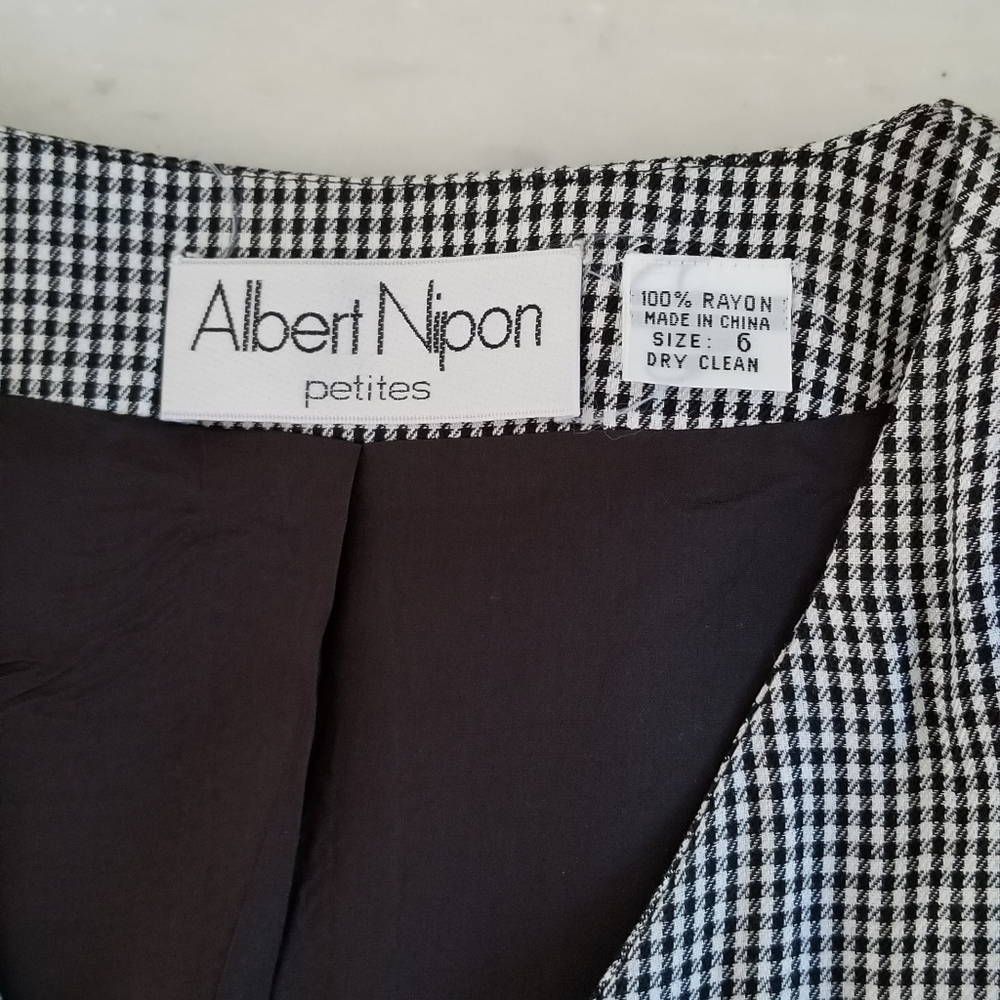 Albert Nipon
petites
100% RAYON
MADE IN CHINA
SIZE: 6
DRY CLEAN